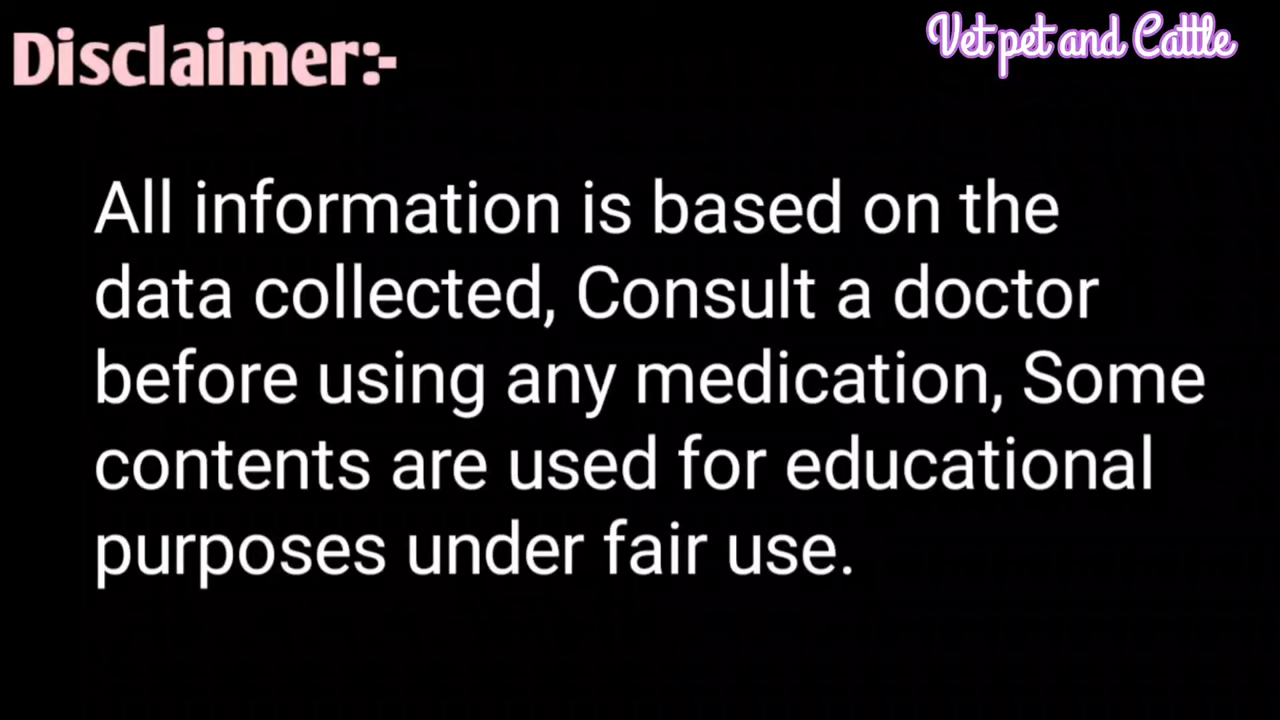 Disclaimer:-
Vet pet and Cattle
All information is based on the
data collected, Consult a doctor
before using any medication, Some
contents are used for educational
purposes under fair use.